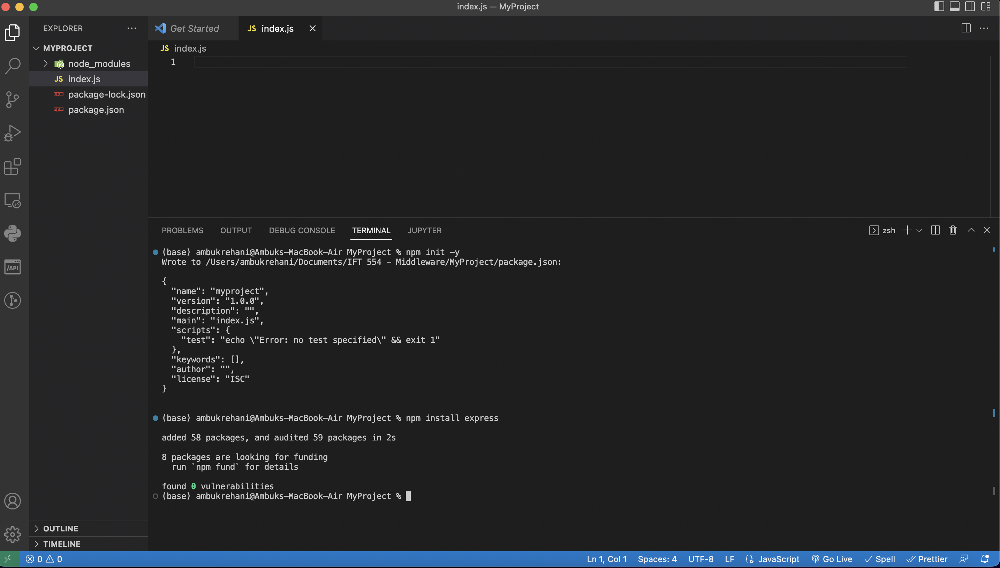 index.js — MyProject
EXPLORER
Get Started
JS index.js
MYPROJECT
JS index.js
node_modules
1
JS index.js
package-lock.json
package.json
PROBLEMS OUTPUT DEBUG CONSOLE TERMINAL JUPYTER
zsh
(base) ambukrehani@Ambuks-MacBook-Air MyProject % npm init -y
Wrote to /Users/ambukrehani/Documents/IFT 554 - Middleware/MyProject/package.json:
{
"name": "myproject",
"version": "1.0.0",
"description": "",
"main": "index.js",
"scripts": {
"test": "echo \"Error: no test specified\" && exit 1"
},
"keywords": [],
"author": "",
"license": "ISC"
}
(base) ambukrehani@Ambuks-MacBook-Air MyProject % npm install express
added 58 packages, and audited 59 packages in 2s
8 packages are looking for funding
run `npm fund` for details
found 0 vulnerabilities
(base) ambukrehani@Ambuks-MacBook-Air MyProject %
/API
OUTLINE
TIMELINE
0 0
Ln 1, Col 1 Spaces: 4 UTF-8 LF JavaScript Go Live Spell Prettier